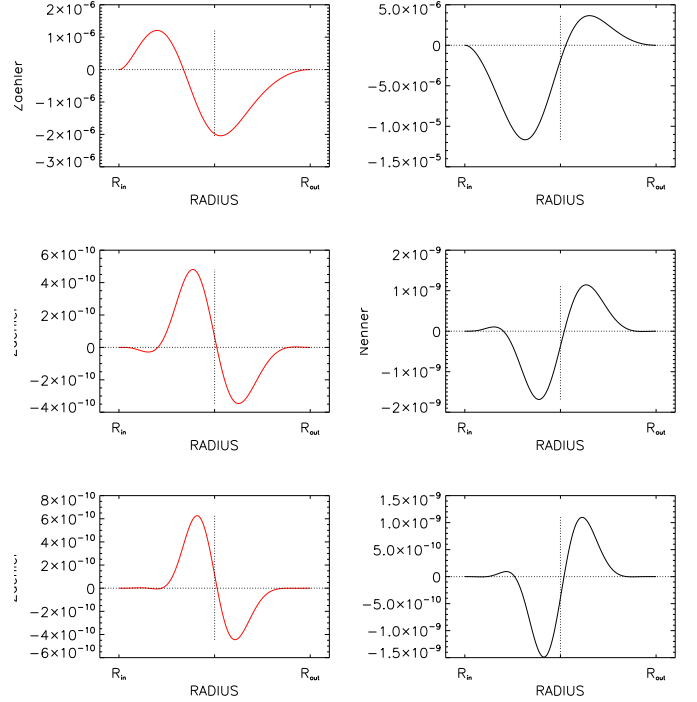 2×10⁻⁶
1×10⁻⁶
0
−1×10⁻⁶
−2×10⁻⁶
−3×10⁻⁶
Zaehler
R_in
R_out
RADIUS
5.0×10⁻⁶
0
−5.0×10⁻⁶
−1.0×10⁻⁵
−1.5×10⁻⁵
R_in
R_out
RADIUS
6×10⁻¹⁰
4×10⁻¹⁰
2×10⁻¹⁰
0
−2×10⁻¹⁰
−4×10⁻¹⁰
Zaehler
R_in
R_out
RADIUS
2×10⁻⁹
1×10⁻⁹
0
−1×10⁻⁹
−2×10⁻⁹
Nenner
R_in
R_out
RADIUS
8×10⁻¹⁰
6×10⁻¹⁰
4×10⁻¹⁰
2×10⁻¹⁰
0
−2×10⁻¹⁰
−4×10⁻¹⁰
−6×10⁻¹⁰
Zaehler
R_in
R_out
RADIUS
1.5×10⁻⁹
1.0×10⁻⁹
5.0×10⁻¹⁰
0
−5.0×10⁻¹⁰
−1.0×10⁻⁹
−1.5×10⁻⁹
R_in
R_out
RADIUS